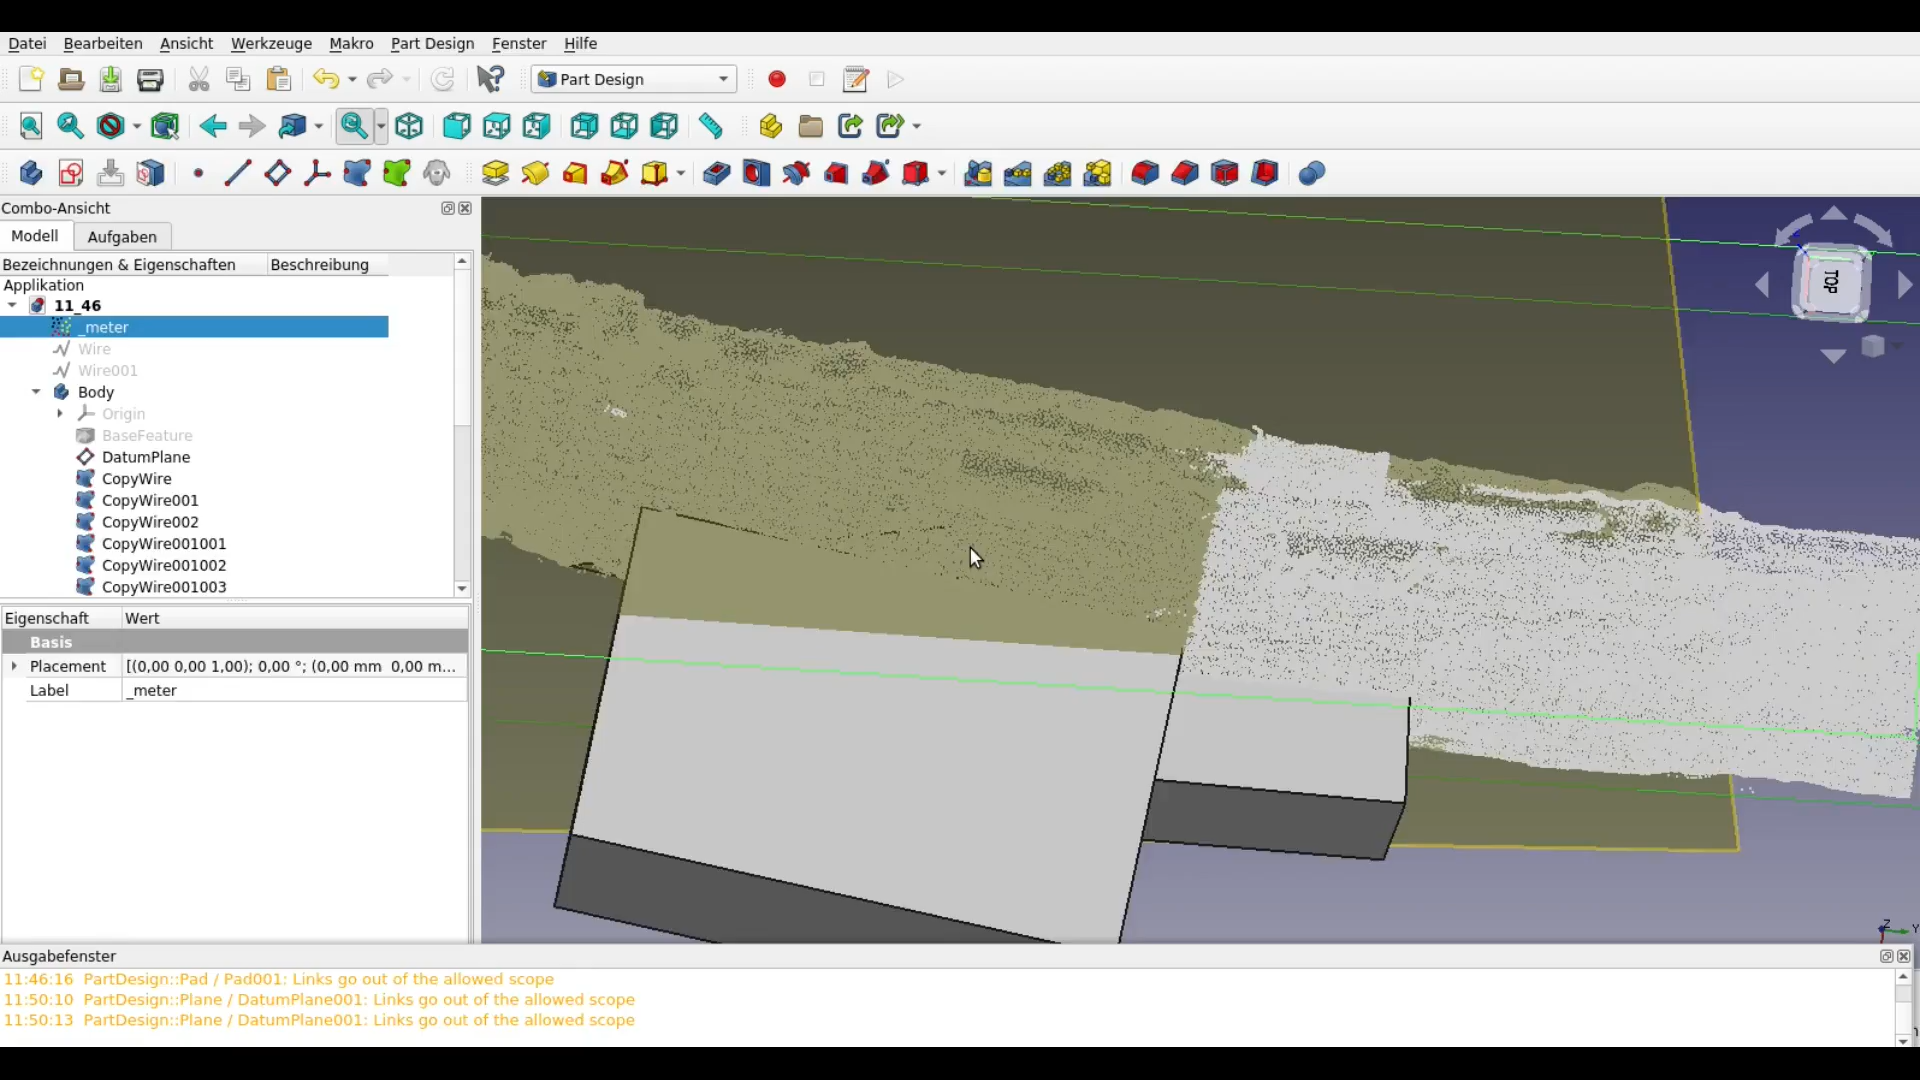 Datei Bearbeiten Ansicht Werkzeuge Makro Part Design Fenster Hilfe
Part Design
Combo-Ansicht
Modell Aufgaben
Bezeichnungen & Eigenschaften Beschreibung
Applikation
11_46
_meter
Wire
Wire001
Body
Origin
BaseFeature
DatumPlane
CopyWire
CopyWire001
CopyWire002
CopyWire001001
CopyWire001002
CopyWire001003
Eigenschaft Wert
Basis
Placement [(0,00 0,00 1,00); 0,00 °; (0,00 mm 0,00 m...
Label _meter
TOP
Z
Y
Ausgabefenster
11:46:16 PartDesign::Pad / Pad001: Links go out of the allowed scope
11:50:10 PartDesign::Plane / DatumPlane001: Links go out of the allowed scope
11:50:13 PartDesign::Plane / DatumPlane001: Links go out of the allowed scope